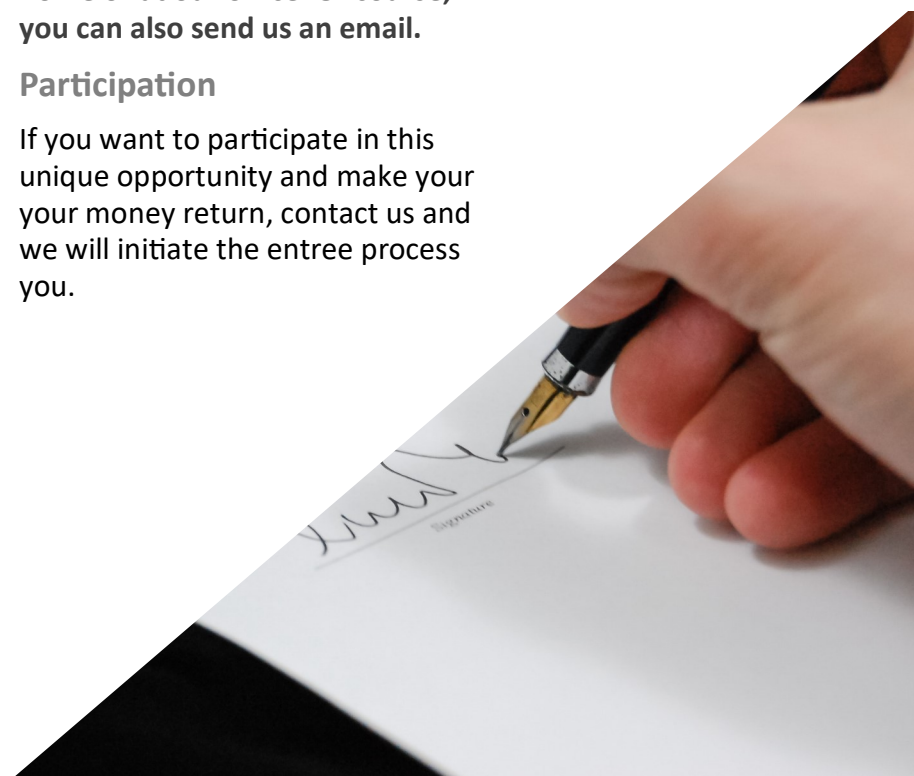 you can also send us an email.
Participation
If you want to participate in this
unique opportunity and make your
your money return, contact us and
we will initiate the entree process
you.
Signature